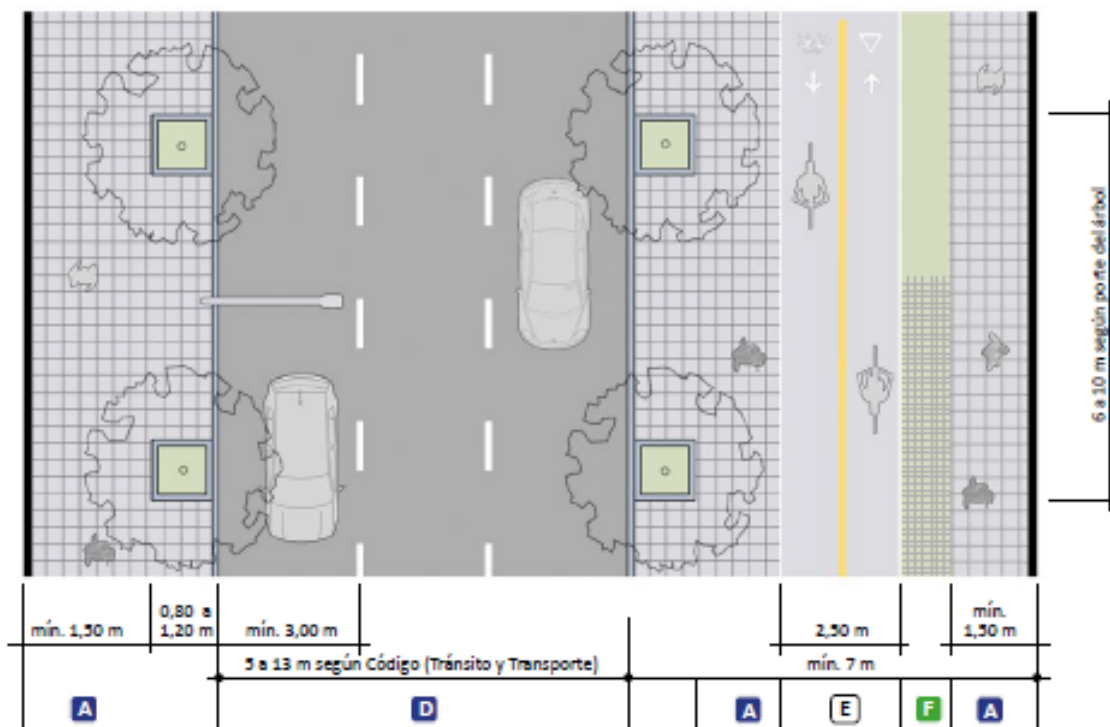 6 a 10 m según porte del árbol
mín. 1,50 m
0,80 a
1,20 m
mín. 3,00 m
2,50 m
mín.
1,50 m
5 a 13 m según Código (Tránsito y Transporte)
mín. 7 m
A
D
A
E
F
A